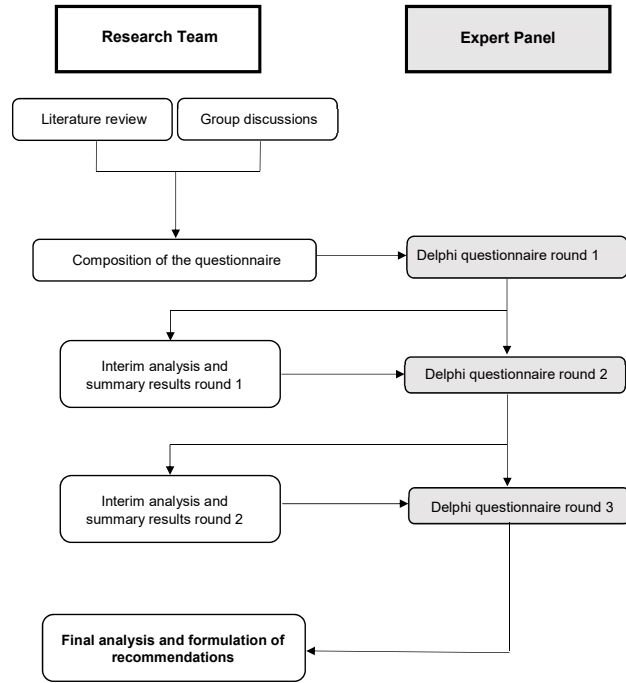 Research Team
Expert Panel
Literature review
Group discussions
Composition of the questionnaire
Delphi questionnaire round 1
Interim analysis and
summary results round 1
Delphi questionnaire round 2
Interim analysis and
summary results round 2
Delphi questionnaire round 3
Final analysis and formulation of
recommendations